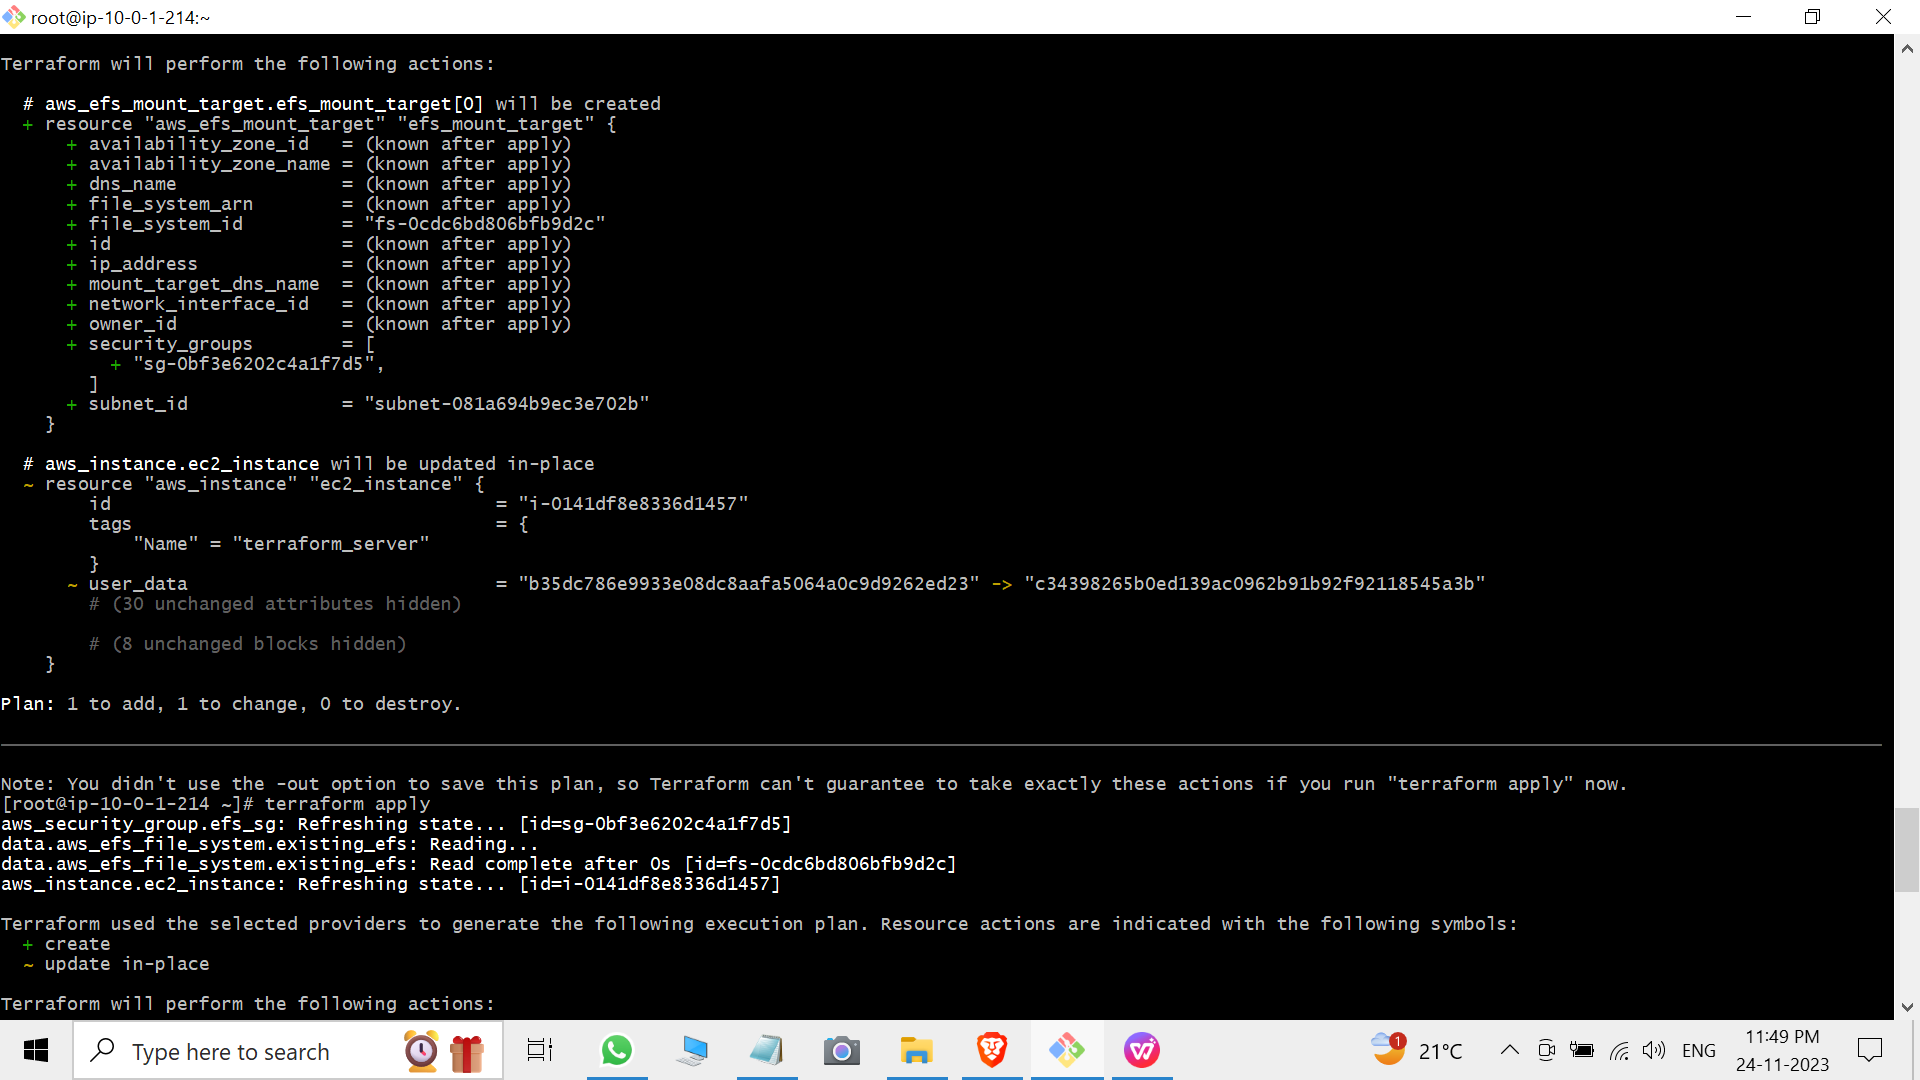 root@ip-10-0-1-214:~
Terraform will perform the following actions:
# aws_efs_mount_target.efs_mount_target[0] will be created
+ resource "aws_efs_mount_target" "efs_mount_target" {
+ availability_zone_id   = (known after apply)
+ availability_zone_name = (known after apply)
+ dns_name               = (known after apply)
+ file_system_arn        = (known after apply)
+ file_system_id         = "fs-0cdc6bd806bfb9d2c"
+ id                     = (known after apply)
+ ip_address             = (known after apply)
+ mount_target_dns_name  = (known after apply)
+ network_interface_id   = (known after apply)
+ owner_id               = (known after apply)
+ security_groups        = [
+ "sg-0bf3e6202c4a1f7d5",
]
+ subnet_id              = "subnet-081a694b9ec3e702b"
}
# aws_instance.ec2_instance will be updated in-place
~ resource "aws_instance" "ec2_instance" {
id                                   = "i-0141df8e8336d1457"
tags                                 = {
"Name" = "terraform_server"
}
~ user_data                            = "b35dc786e9933e08dc8aafa5064a0c9d9262ed23" -> "c34398265b0ed139ac0962b91b92f92118545a3b"
# (30 unchanged attributes hidden)
# (8 unchanged blocks hidden)
}
Plan: 1 to add, 1 to change, 0 to destroy.
Note: You didn't use the -out option to save this plan, so Terraform can't guarantee to take exactly these actions if you run "terraform apply" now.
[root@ip-10-0-1-214 ~]# terraform apply
aws_security_group.efs_sg: Refreshing state... [id=sg-0bf3e6202c4a1f7d5]
data.aws_efs_file_system.existing_efs: Reading...
data.aws_efs_file_system.existing_efs: Read complete after 0s [id=fs-0cdc6bd806bfb9d2c]
aws_instance.ec2_instance: Refreshing state... [id=i-0141df8e8336d1457]
Terraform used the selected providers to generate the following execution plan. Resource actions are indicated with the following symbols:
+ create
~ update in-place
Terraform will perform the following actions:
Type here to search
1
21°C
ENG
11:49 PM
24-11-2023